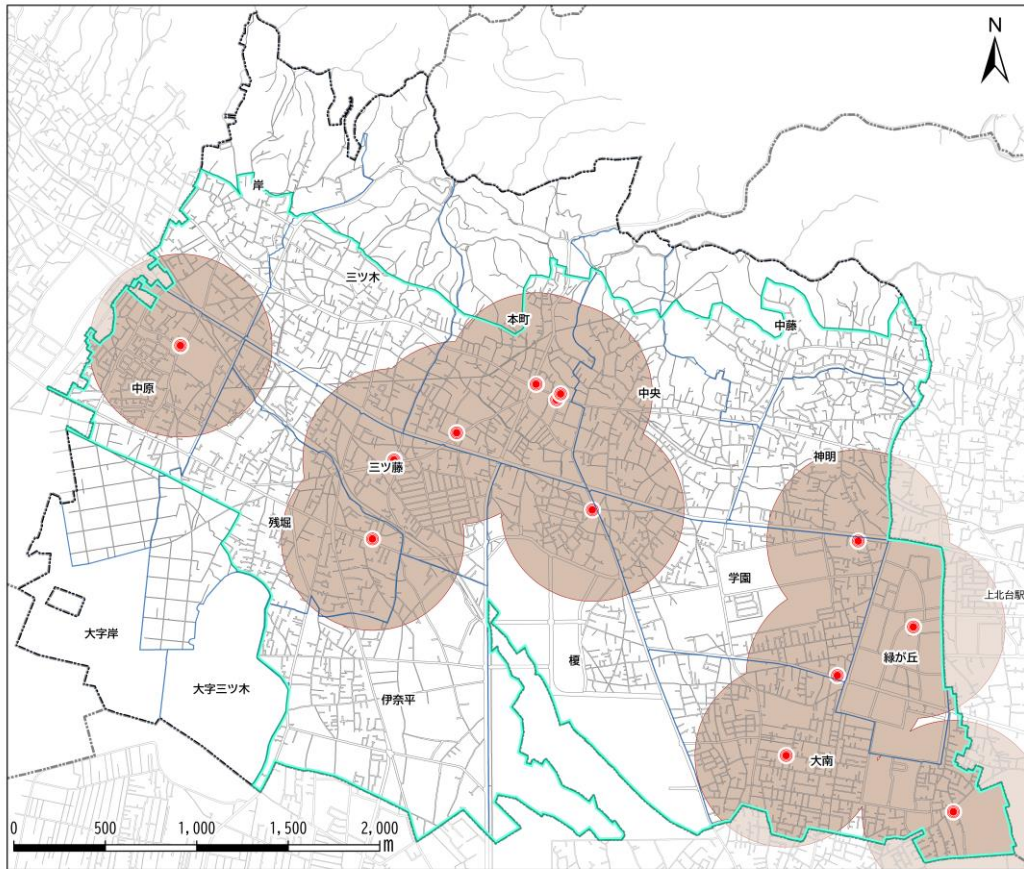 N
岸
三ツ木
本町
中藤
中原
中央
三ツ藤
神明
残堀
学園
上北台駅
大字岸
榎
緑が丘
大字三ツ木
伊奈平
大南
0 500 1,000 1,500 2,000
m